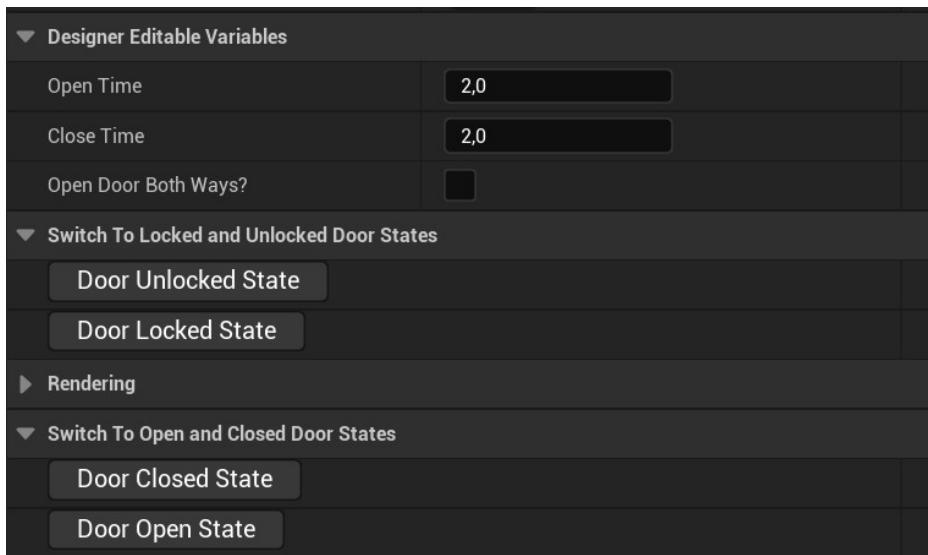 Designer Editable Variables
Open Time 2,0
Close Time 2,0
Open Door Both Ways?
Switch To Locked and Unlocked Door States
Door Unlocked State
Door Locked State
Rendering
Switch To Open and Closed Door States
Door Closed State
Door Open State